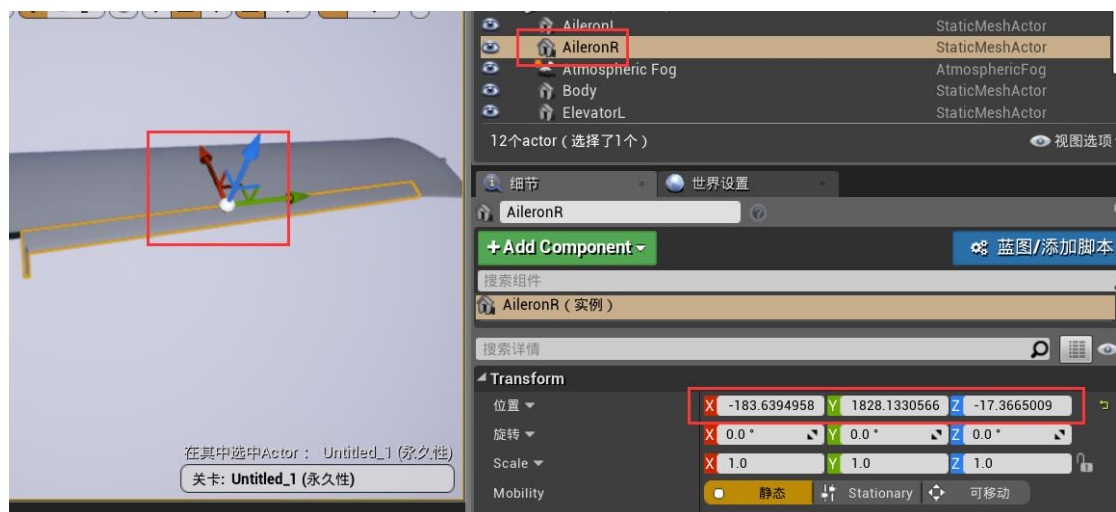 AileronL StaticMeshActor
AileronR StaticMeshActor
Atmospheric Fog AtmosphericFog
Body StaticMeshActor
ElevatorL StaticMeshActor
12个actor（选择了1个） 视图选项
细节 世界设置
AileronR
+Add Component 蓝图/添加脚本
搜索组件
AileronR（实例）
搜索详情
Transform
位置 X -183.6394958 Y 1828.1330566 Z -17.3665009
旋转 X 0.0° Y 0.0° Z 0.0°
Scale X 1.0 Y 1.0 Z 1.0
Mobility 静态 Stationary 可移动
在其中选中Actor： Untitled_1 (永久性)
关卡: Untitled_1 (永久性)